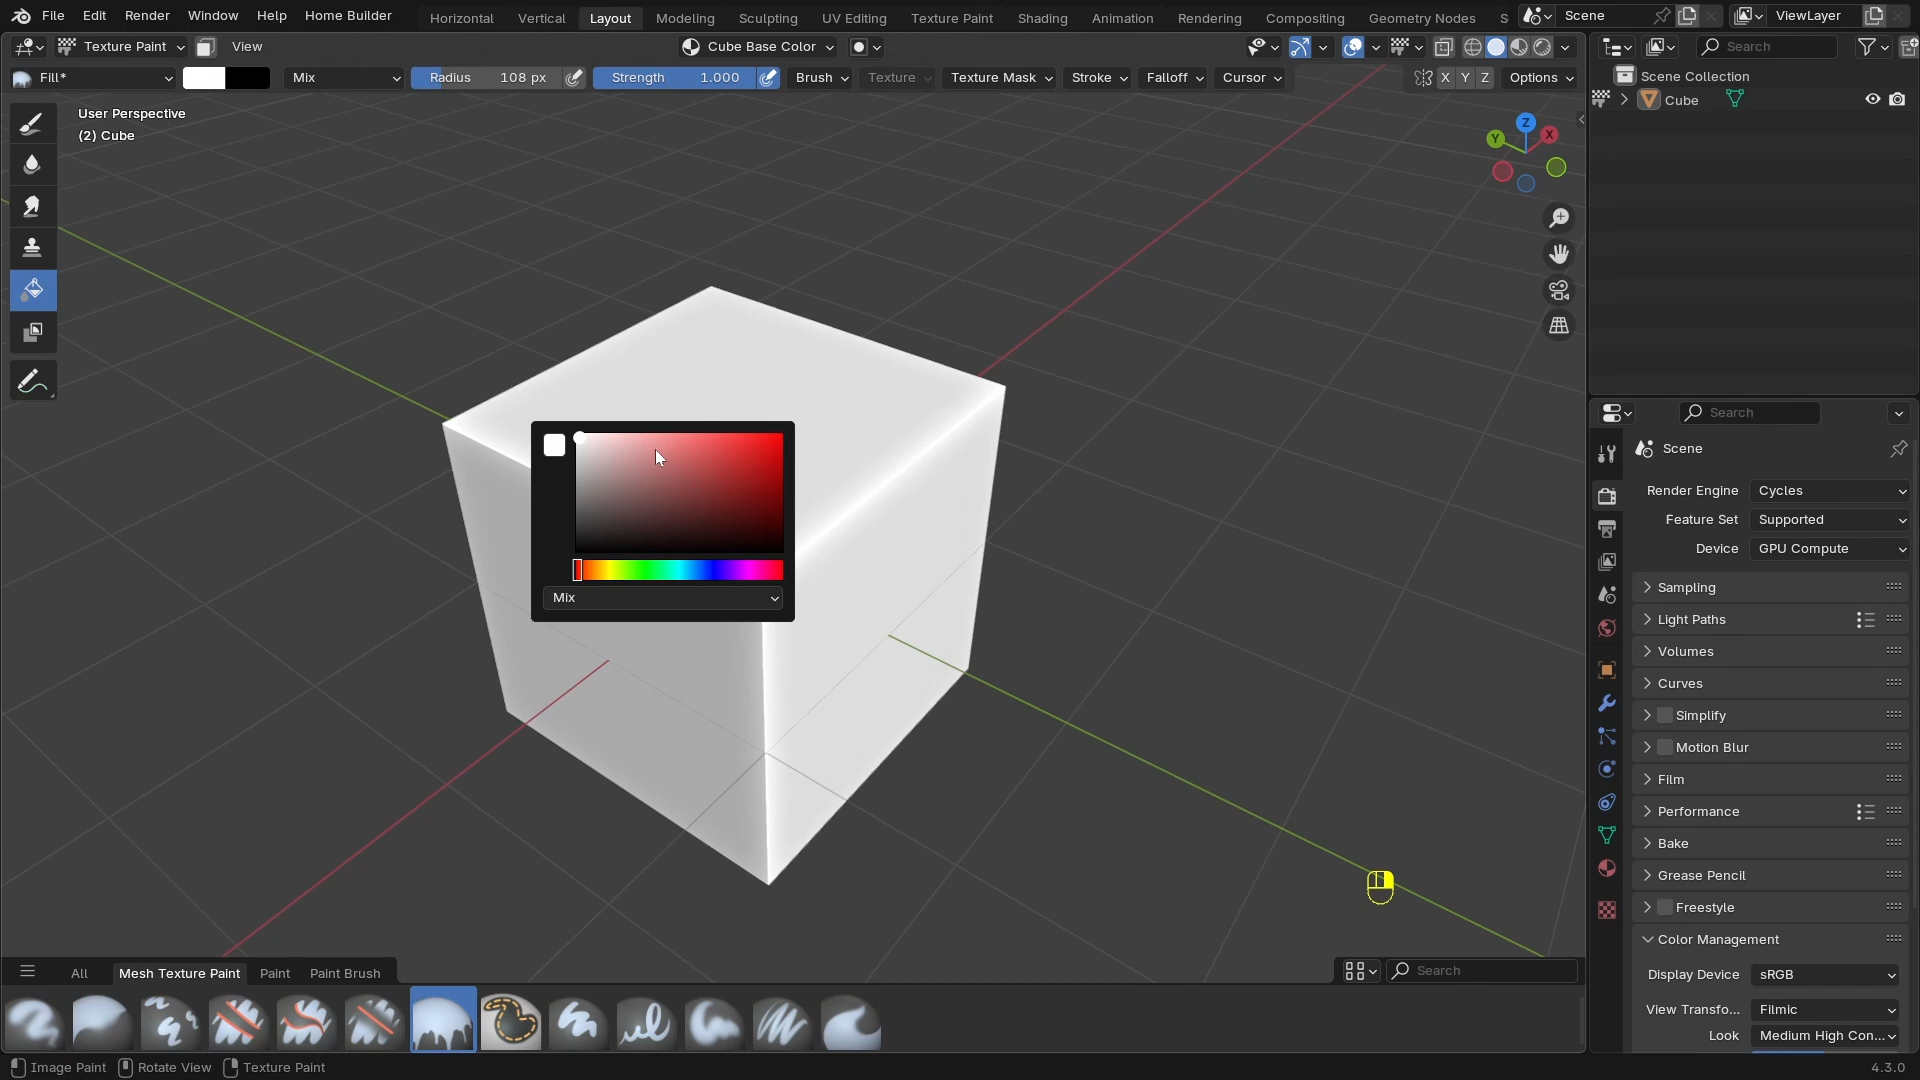 File Edit Render Window Help Home Builder Horizontal Vertical Layout Modeling Sculpting UV Editing Texture Paint Shading Animation Rendering Compositing Geometry Nodes S Scene ViewLayer
Texture Paint View Cube Base Color Search
Fill* Mix Radius 108 px Strength 1.000 Brush Texture Texture Mask Stroke Falloff Cursor X Y Z Options Scene Collection
Cube
User Perspective
(2) Cube
Z
Y
X
Search
Scene
Render Engine Cycles
Feature Set Supported
Device GPU Compute
Sampling
Mix
Light Paths
Volumes
Curves
Simplify
Motion Blur
Film
Performance
Bake
Grease Pencil
Freestyle
Color Management
All Mesh Texture Paint Paint Paint Brush Search
Display Device sRGB
View Transfo... Filmic
Look Medium High Con...
Image Paint Rotate View Texture Paint 4.3.0